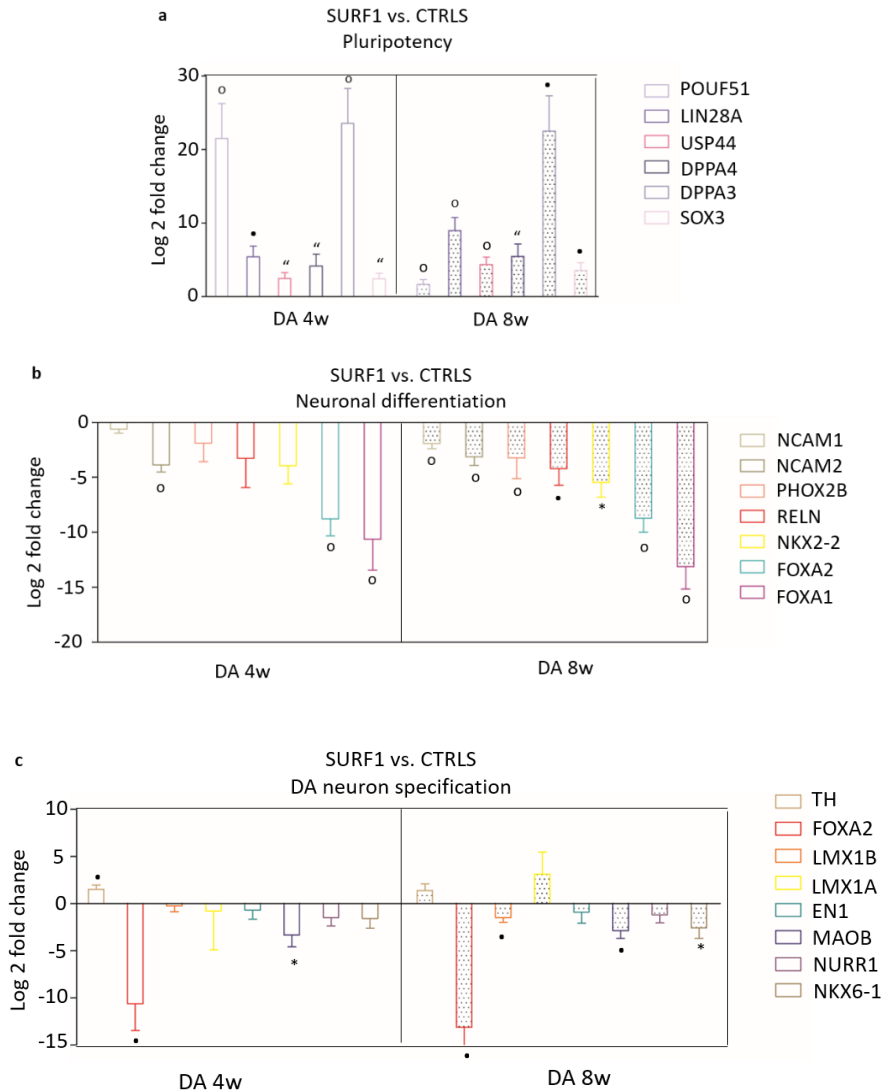 a
SURF1 vs. CTRLS
Pluripotency
Log 2 fold change
30
20
10
0
o
•
“
“
o
“
o
o
o
“
•
•
DA 4w
DA 8w
POUF51
LIN28A
USP44
DPPA4
DPPA3
SOX3
b
SURF1 vs. CTRLS
Neuronal differentiation
Log 2 fold change
0
-5
-10
-15
-20
o
o
o
o
o
o
•
*
o
o
DA 4w
DA 8w
NCAM1
NCAM2
PHOX2B
RELN
NKX2-2
FOXA2
FOXA1
c
SURF1 vs. CTRLS
DA neuron specification
Log 2 fold change
10
5
0
-5
-10
-15
•
•
*
•
•
•
*
DA 4w
DA 8w
TH
FOXA2
LMX1B
LMX1A
EN1
MAOB
NURR1
NKX6-1